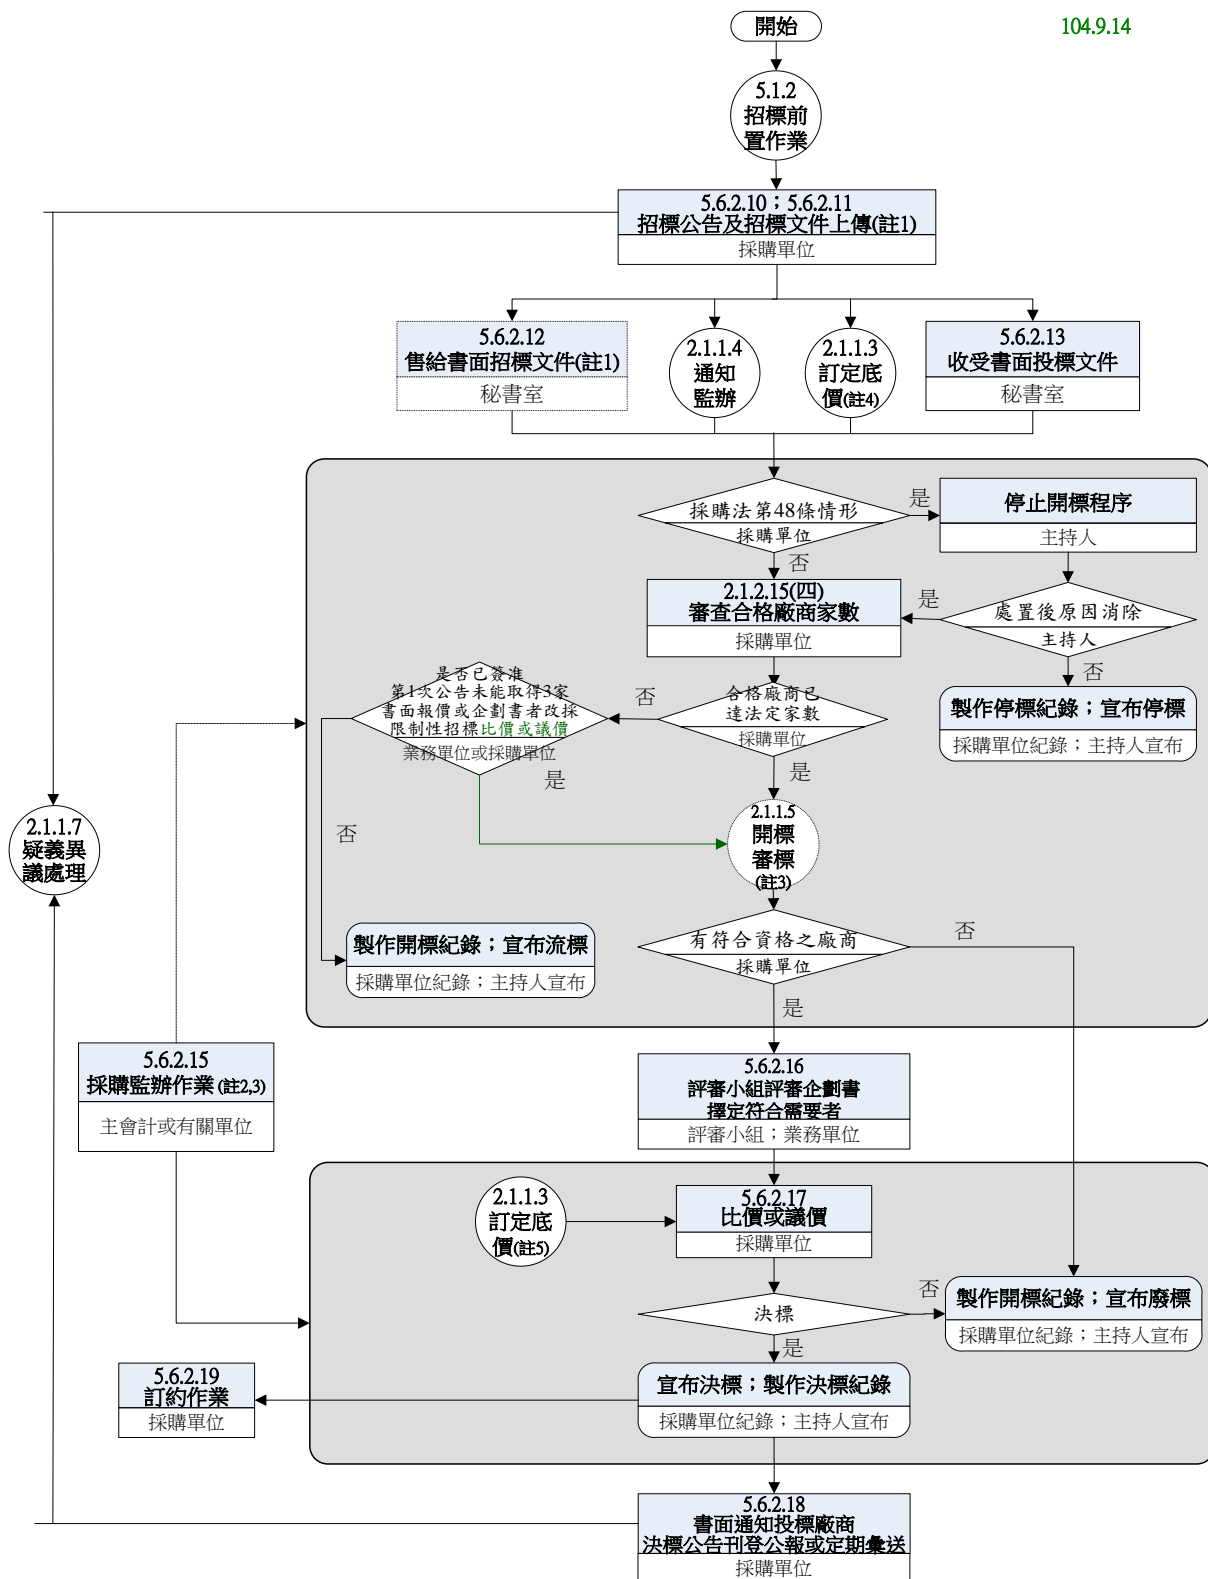 開始
104.9.14
5.1.2
招標前
置作業
5.6.2.10；5.6.2.11
招標公告及招標文件上傳(註1)
採購單位
5.6.2.12
售給書面招標文件(註1)
秘書室
2.1.1.4
通知
監辦
2.1.1.3
訂定底
價(註4)
5.6.2.13
收受書面投標文件
秘書室
採購法第48條情形
採購單位
是
停止開標程序
主持人
否
2.1.2.15(四)
審查合格廠商家數
採購單位
是
處置後原因消除
主持人
否
製作停標紀錄；宣布停標
採購單位紀錄；主持人宣布
是否已簽准
第1次公告未能取得3家
書面報價或企劃書者改採
限制性招標比價或議價
業務單位或採購單位
否
合格廠商已
達法定家數
採購單位
是
是
否
2.1.1.5
開標
審標
(註3)
2.1.1.7
疑義異
議處理
製作開標紀錄；宣布流標
採購單位紀錄；主持人宣布
有符合資格之廠商
採購單位
否
是
5.6.2.15
採購監辦作業(註2,3)
主會計或有關單位
5.6.2.16
評審小組評審企劃書
擇定符合需要者
評審小組；業務單位
2.1.1.3
訂定底
價(註5)
5.6.2.17
比價或議價
採購單位
決標
否
製作開標紀錄；宣布廢標
採購單位紀錄；主持人宣布
是
5.6.2.19
訂約作業
採購單位
宣布決標；製作決標紀錄
採購單位紀錄；主持人宣布
5.6.2.18
書面通知投標廠商
決標公告刊登公報或定期彙送
採購單位